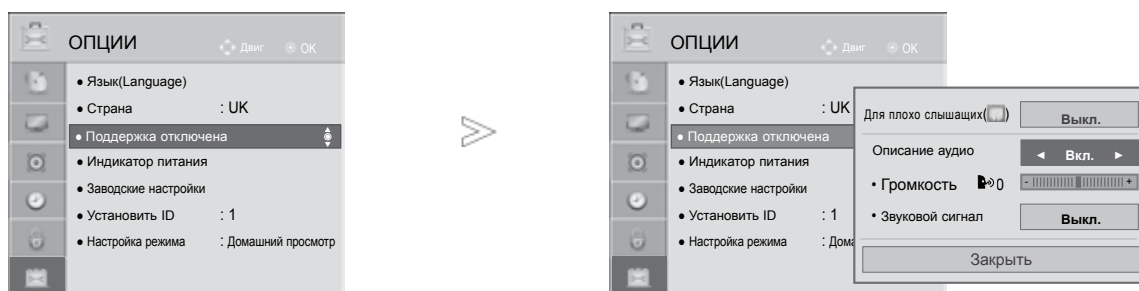 ОПЦИИ
Двиг OK
● Язык(Language)
● Страна : UK
● Поддержка отключена
● Индикатор питания
● Заводские настройки
● Установить ID : 1
● Настройка режима : Домашний просмотр
ОПЦИИ
Двиг OK
● Язык(Language)
● Страна : UK
● Поддержка отключена
● Индикатор питания
● Заводские настройки
● Установить ID : 1
● Настройка режима : Дома
Для плохо слышащих( ) Выкл.
Описание аудио ◄ Вкл. ►
• Громкость 0 - +
• Звуковой сигнал Выкл.
Закрыть